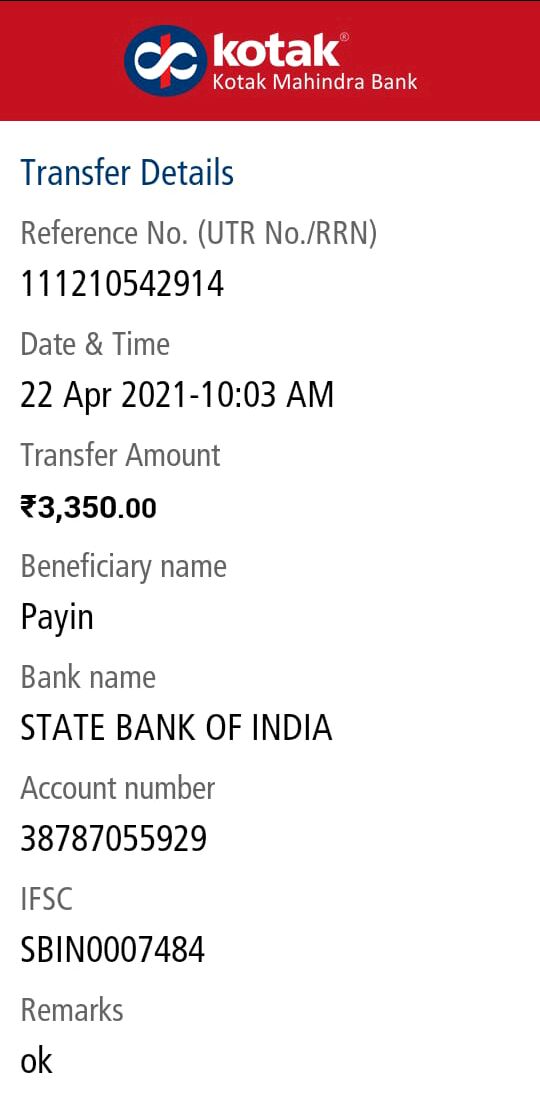 kotak®
Kotak Mahindra Bank
Transfer Details
Reference No. (UTR No./RRN)
111210542914
Date & Time
22 Apr 2021-10:03 AM
Transfer Amount
₹3,350.00
Beneficiary name
Payin
Bank name
STATE BANK OF INDIA
Account number
38787055929
IFSC
SBIN0007484
Remarks
ok